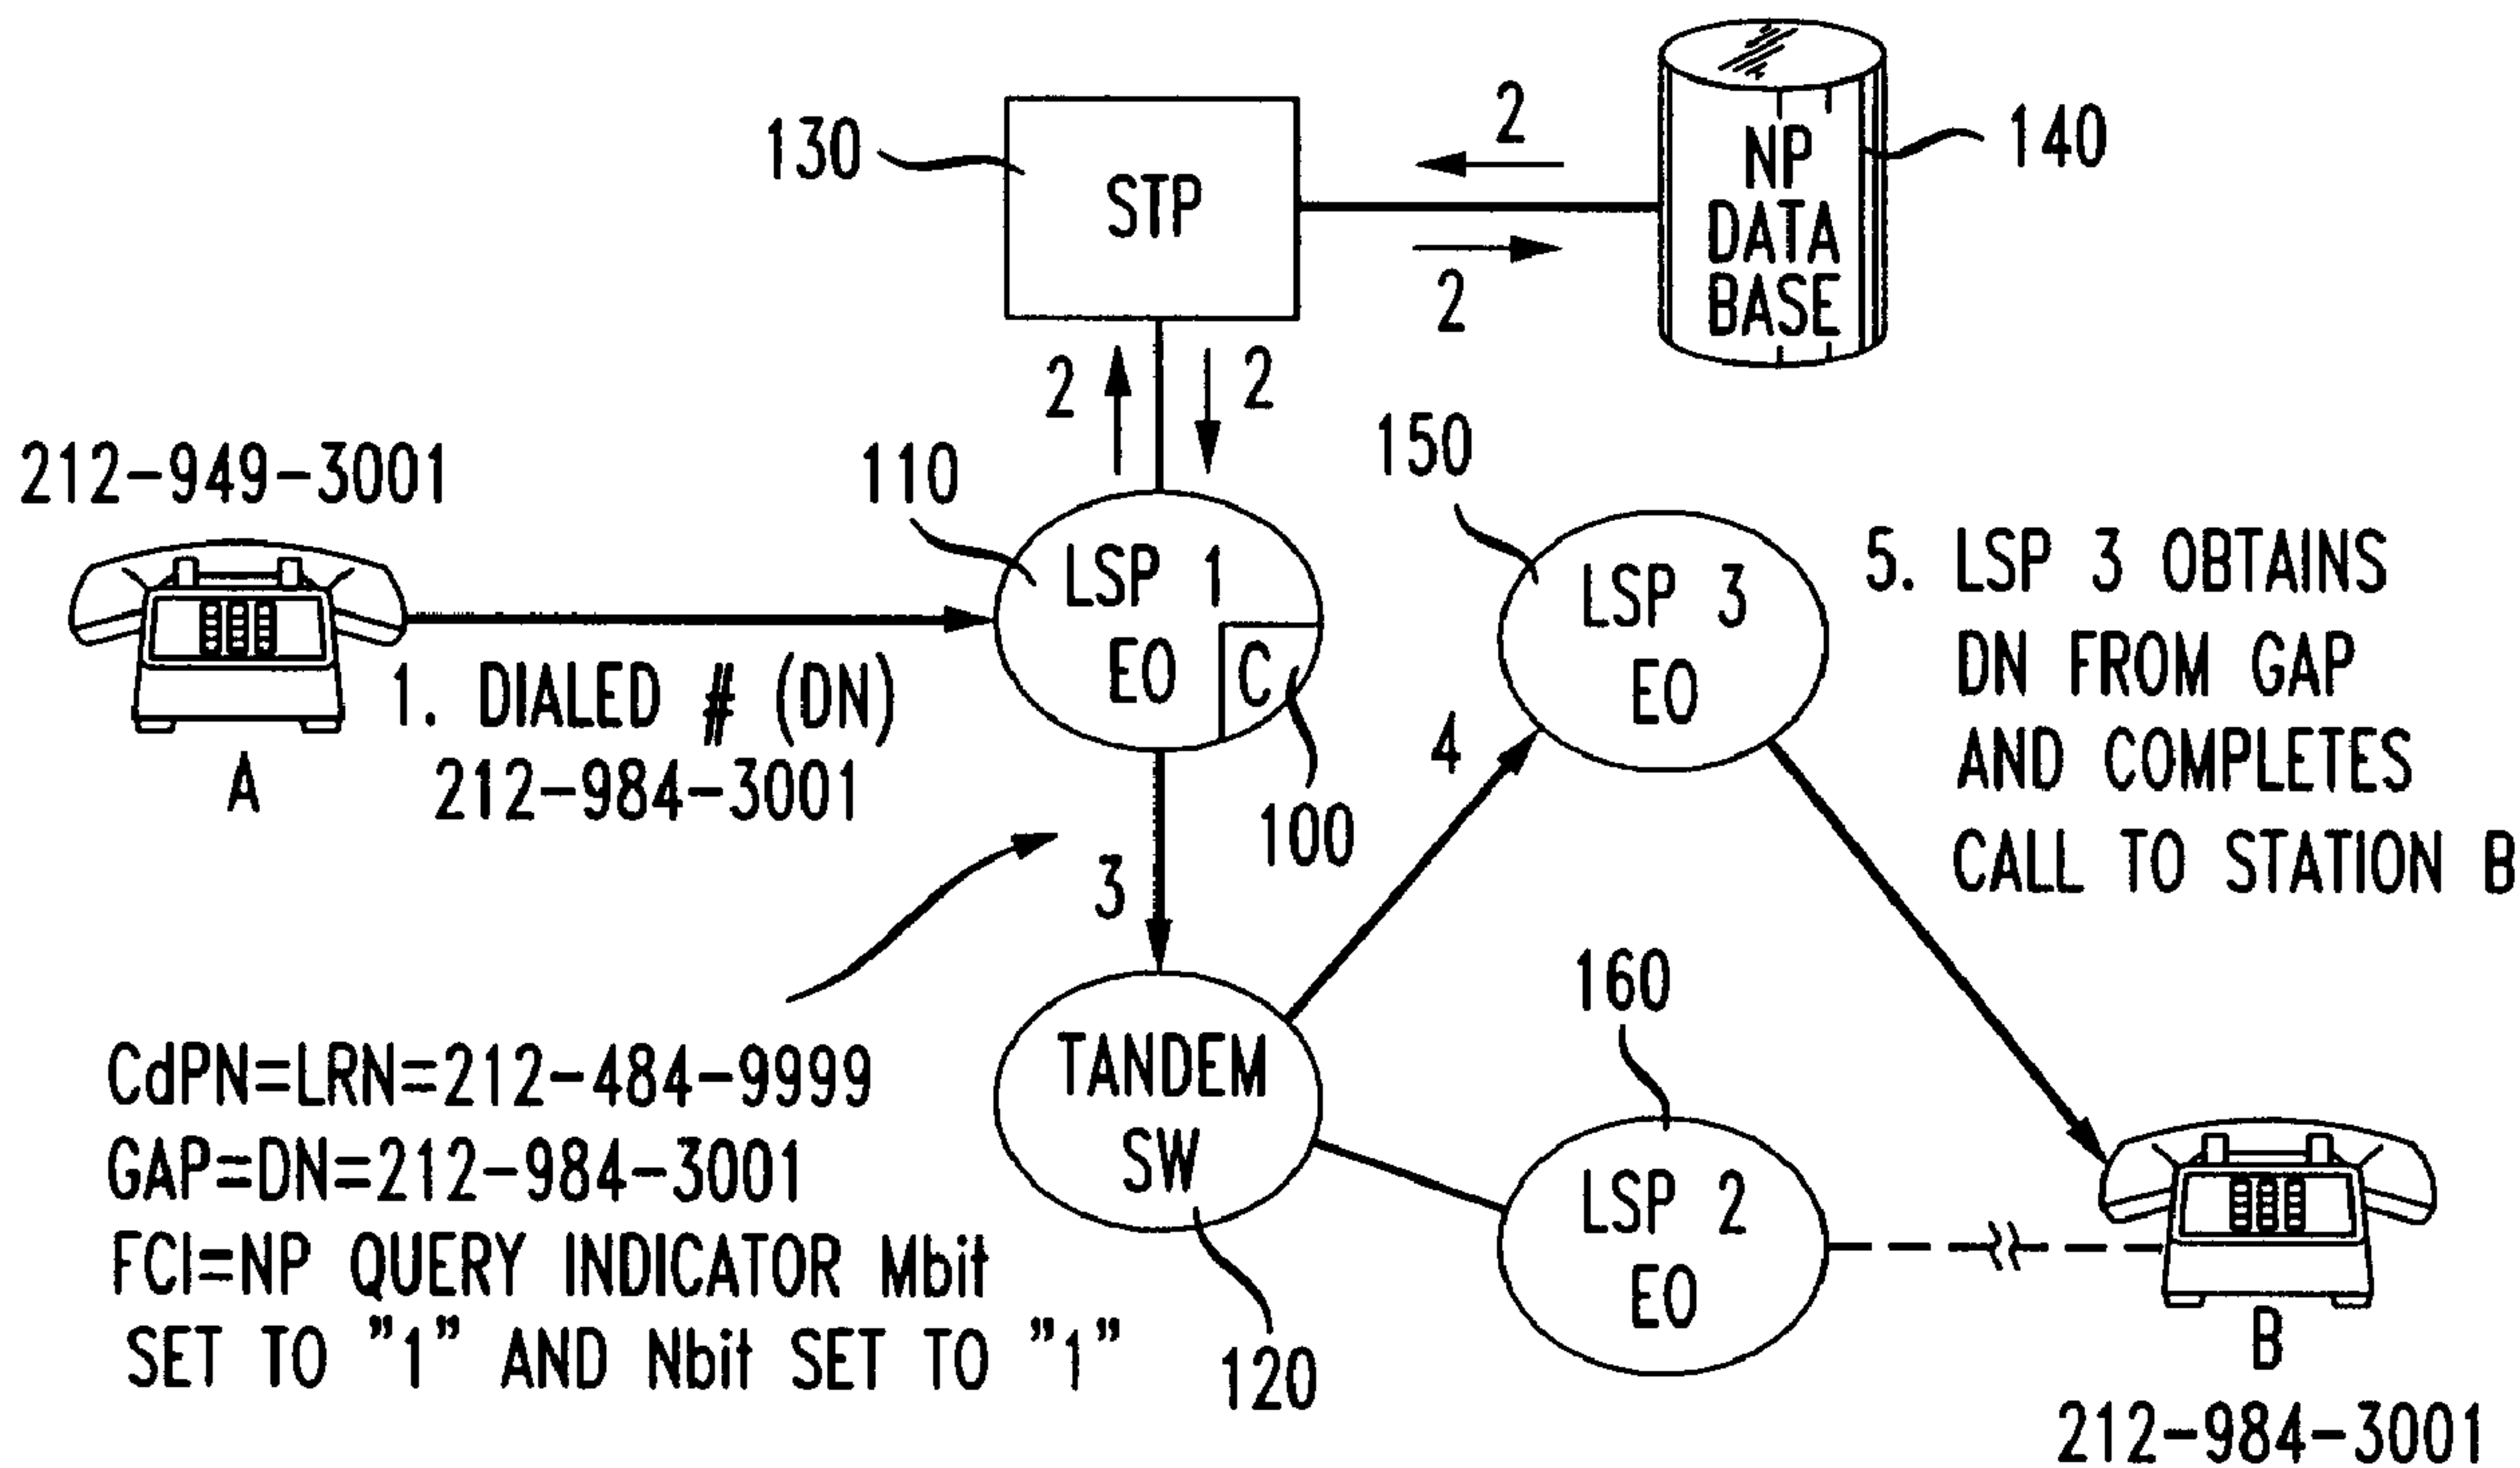 130
STP
2
2
NP
DATA
BASE
140
2
2
212-949-3001
110
LSP 1
EO
C
100
150
LSP 3
EO
5. LSP 3 OBTAINS
DN FROM GAP
AND COMPLETES
CALL TO STATION B
A
1. DIALED # (DN)
212-984-3001
3
4
CdPN=LRN=212-484-9999
GAP=DN=212-984-3001
FCI=NP QUERY INDICATOR Mbit
SET TO "1" AND Nbit SET TO "1"
TANDEM
SW
120
160
LSP 2
EO
B
212-984-3001